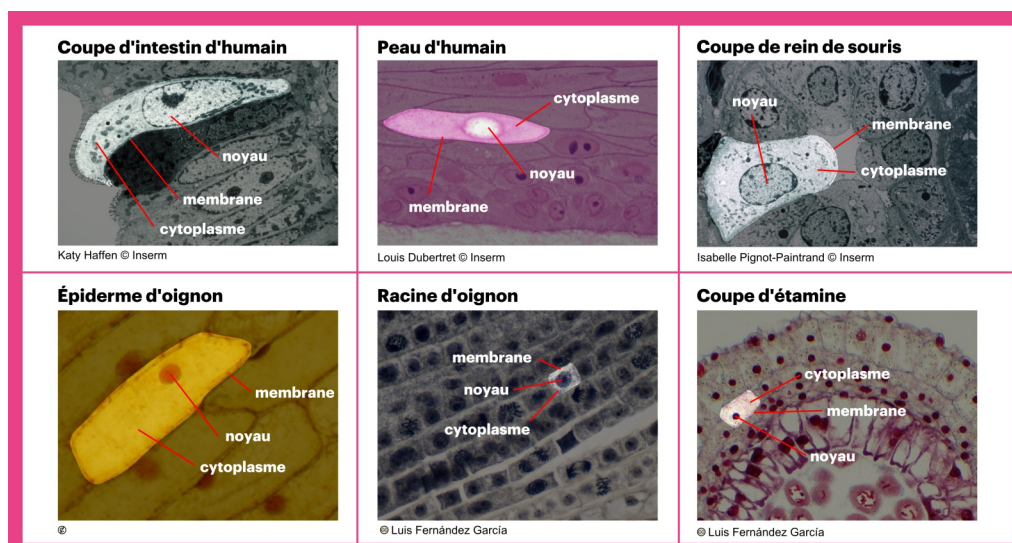 Coupe d'intestin d'humain
noyau
membrane
cytoplasme
Katy Haffen © Inserm
Peau d'humain
cytoplasme
noyau
membrane
Louis Dubertret © Inserm
Coupe de rein de souris
noyau
membrane
cytoplasme
Isabelle Pignot-Paintrand © Inserm
Épiderme d'oignon
membrane
noyau
cytoplasme
Racine d'oignon
membrane
noyau
cytoplasme
Luis Fernández García
Coupe d'étamine
cytoplasme
membrane
noyau
Luis Fernández García